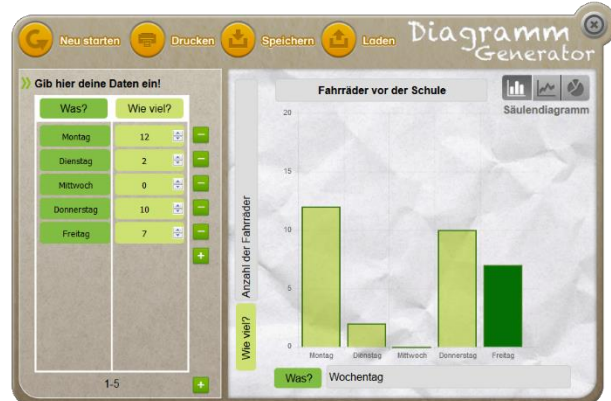 Neu starten
Drucken
Speichern
Laden
Diagramm
Generator
Gib hier deine Daten ein!
Was? Wie viel?
Montag 12
Dienstag 2
Mittwoch 0
Donnerstag 10
Freitag 7
1-5
Fahrräder vor der Schule
Säulendiagramm
20
15
10
5
0
Anzahl der Fahrräder
Wie viel?
Montag Dienstag Mittwoch Donnerstag Freitag
Was? Wochentag